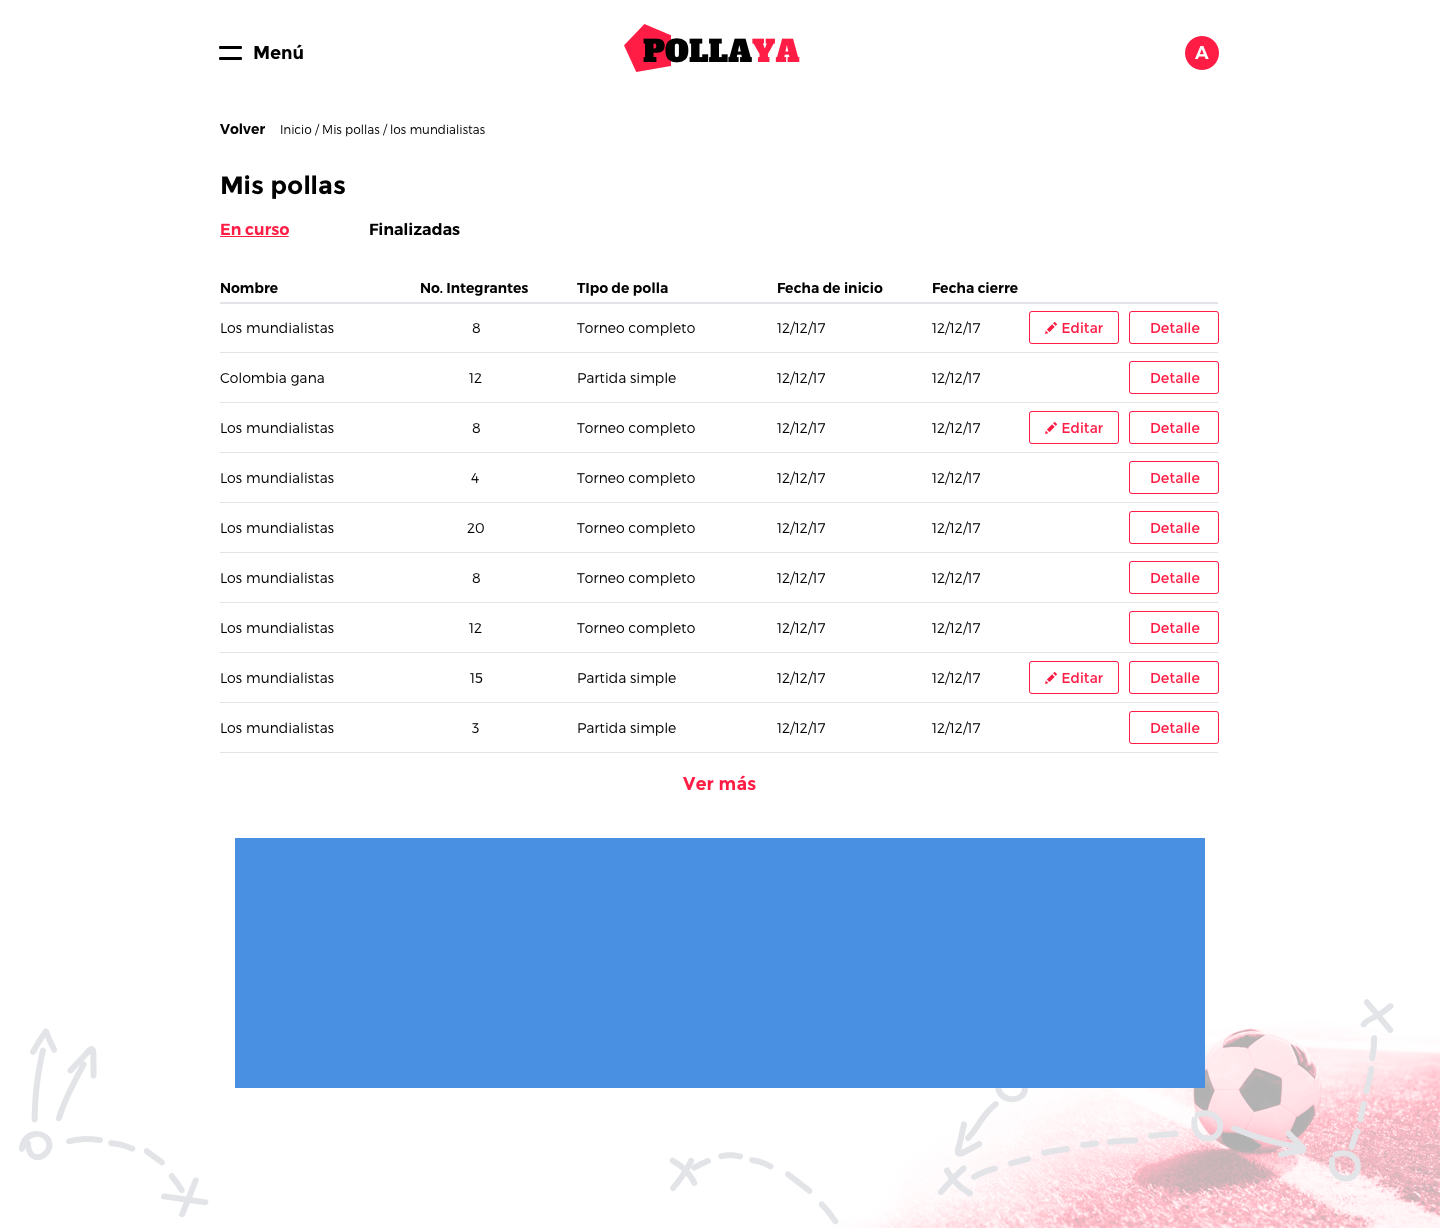 Menú
POLLAYA
A
Volver Inicio / Mis pollas / los mundialistas
Mis pollas
En curso Finalizadas
Nombre No. Integrantes TIpo de polla Fecha de inicio Fecha cierre
Los mundialistas 8 Torneo completo 12/12/17 12/12/17 Editar Detalle
Colombia gana 12 Partida simple 12/12/17 12/12/17 Detalle
Los mundialistas 8 Torneo completo 12/12/17 12/12/17 Editar Detalle
Los mundialistas 4 Torneo completo 12/12/17 12/12/17 Detalle
Los mundialistas 20 Torneo completo 12/12/17 12/12/17 Detalle
Los mundialistas 8 Torneo completo 12/12/17 12/12/17 Detalle
Los mundialistas 12 Torneo completo 12/12/17 12/12/17 Detalle
Los mundialistas 15 Partida simple 12/12/17 12/12/17 Editar Detalle
Los mundialistas 3 Partida simple 12/12/17 12/12/17 Detalle
Ver más